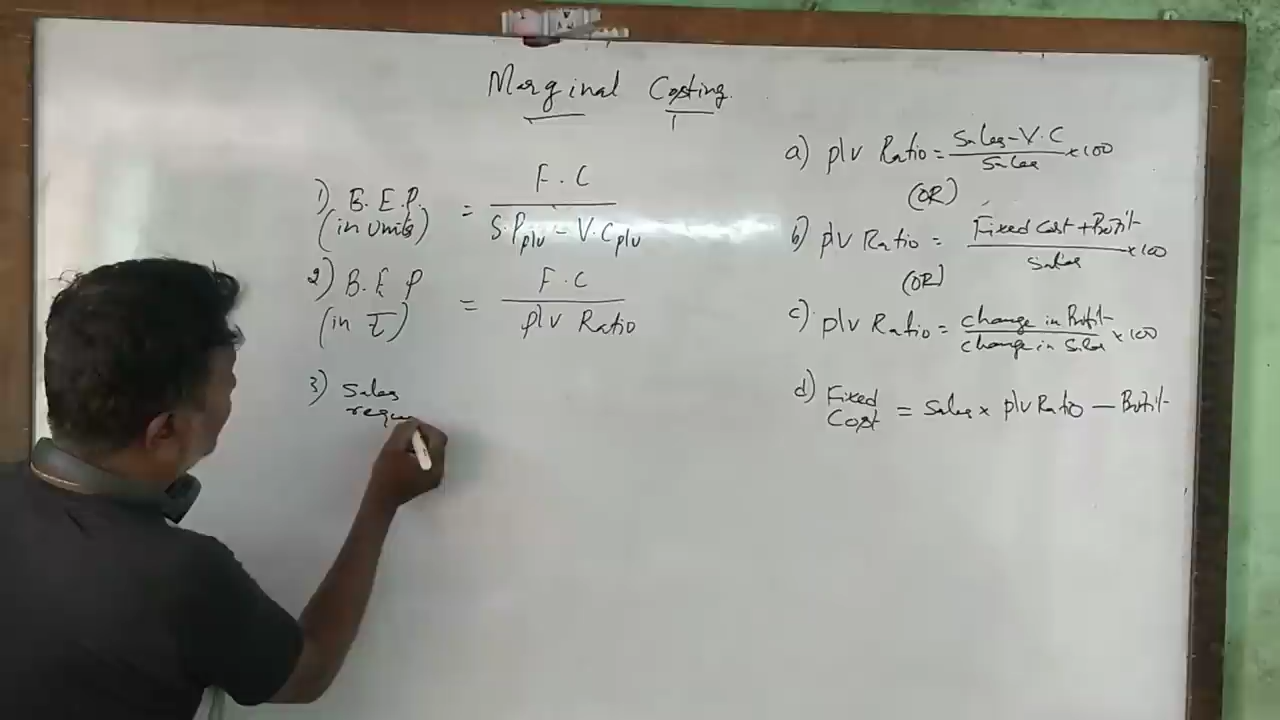 Marginal Costing.
1) B.E.P. (in units) = F.C / S.P p/u - V.C p/u
2) B.E.P (in ₹) = F.C / p/v Ratio
3) Sales
requ
a) p/v Ratio = Sales - V.C / Sales × 100
(OR)
b) p/v Ratio = Fixed Cost + Profit / Sales × 100
(OR)
c) p/v Ratio = change in Profit / change in Sales × 100
d) Fixed Cost = Sales × p/v Ratio - Profit